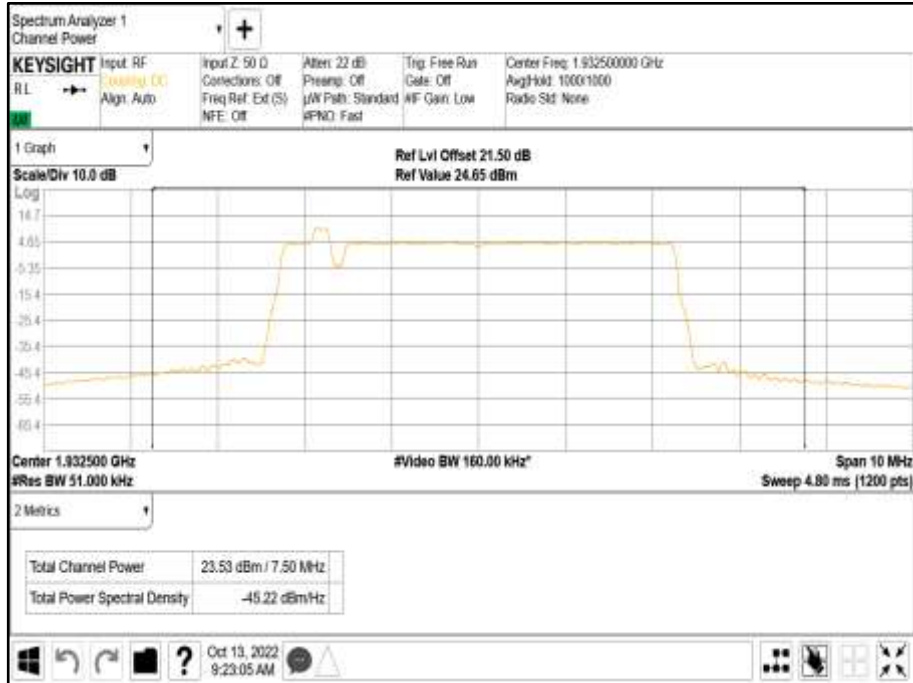 Spectrum Analyzer 1
Channel Power
KEYSIGHT
Input: RF
Coupling: DC
Align: Auto
RL
Input Z: 50 Ω
Corrections: Off
Freq Ref: Ext (S)
NFE: Off
Atten: 22 dB
Preamp: Off
µW Path: Standard
#PNO: Fast
Trig: Free Run
Gate: Off
#IF Gain: Low
Center Freq: 1.932500000 GHz
Avg|Hold: 1000/1000
Radio Std: None
1 Graph
Scale/Div 10.0 dB
Ref Lvl Offset 21.50 dB
Ref Value 24.65 dBm
Log
14.7
4.65
-5.35
-15.4
-25.4
-35.4
-45.4
-55.4
-65.4
Center 1.932500 GHz
#Video BW 160.00 kHz*
Span 10 MHz
#Res BW 51.000 kHz
Sweep 4.80 ms (1200 pts)
2 Metrics
Total Channel Power 23.53 dBm / 7.50 MHz
Total Power Spectral Density -45.22 dBm/Hz
?
Oct 13, 2022
9:23:05 AM